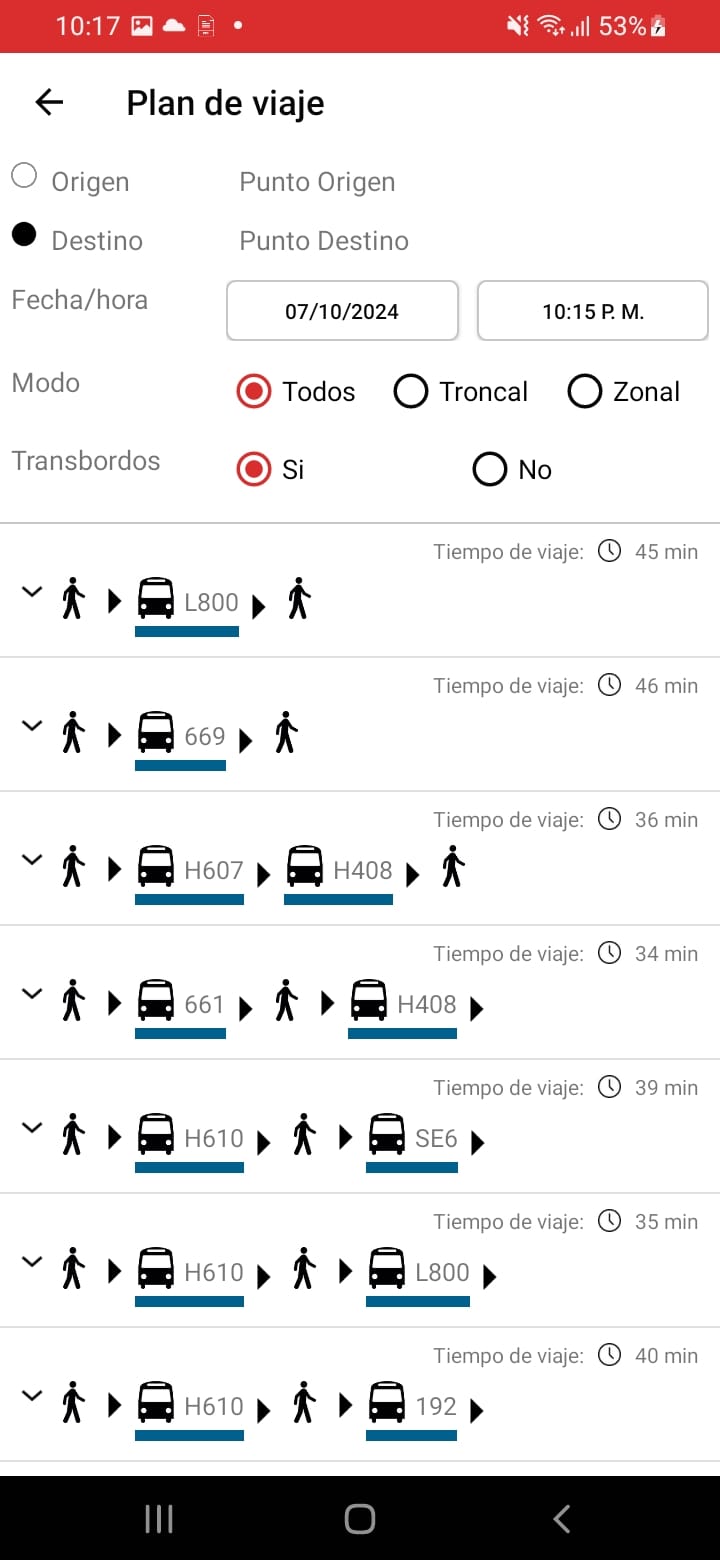 10:17 53%
Plan de viaje
Origen Punto Origen
Destino Punto Destino
Fecha/hora 07/10/2024 10:15 P. M.
Modo Todos Troncal Zonal
Transbordos Si No
Tiempo de viaje: 45 min
L800
Tiempo de viaje: 46 min
669
Tiempo de viaje: 36 min
H607 H408
Tiempo de viaje: 34 min
661 H408
Tiempo de viaje: 39 min
H610 SE6
Tiempo de viaje: 35 min
H610 L800
Tiempo de viaje: 40 min
H610 192